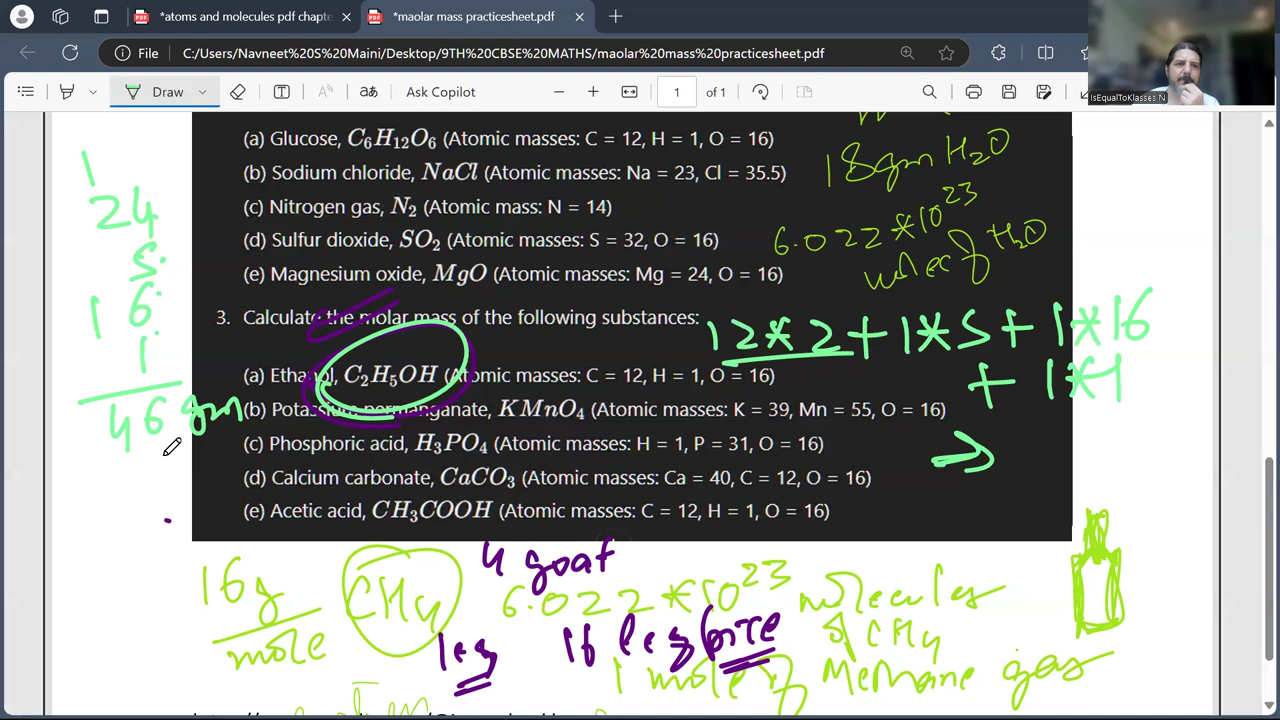 *atoms and molecules pdf chapte
*maolar mass practicesheet.pdf
File
C:/Users/Navneet%20S%20Maini/Desktop/9TH%20CBSE%20MATHS/maolar%20mass%20practicesheet.pdf
IsEqualToKlasses N
Draw
Ask Copilot
1 of 1
(a) Glucose, C₆H₁₂O₆ (Atomic masses: C = 12, H = 1, O = 16)
(b) Sodium chloride, NaCl (Atomic masses: Na = 23, Cl = 35.5)
(c) Nitrogen gas, N₂ (Atomic mass: N = 14)
(d) Sulfur dioxide, SO₂ (Atomic masses: S = 32, O = 16)
(e) Magnesium oxide, MgO (Atomic masses: Mg = 24, O = 16)
18gm H₂O
6.022*10²³
of H₂O
3. Calculate the molar mass of the following substances:
12*2+1*5+1*16
+ 1*1
(a) Ethanol, C₂H₅OH (Atomic masses: C = 12, H = 1, O = 16)
(b) Potassium permanganate, KMnO₄ (Atomic masses: K = 39, Mn = 55, O = 16)
(c) Phosphoric acid, H₃PO₄ (Atomic masses: H = 1, P = 31, O = 16)
(d) Calcium carbonate, CaCO₃ (Atomic masses: Ca = 40, C = 12, O = 16)
(e) Acetic acid, CH₃COOH (Atomic masses: C = 12, H = 1, O = 16)
1
24
5
16
1
46 gm
4 goat
16g
mole
CH₄
6.022*10²³ molecules
of CH₄
leg
16 leg
1 mole of Methane gas